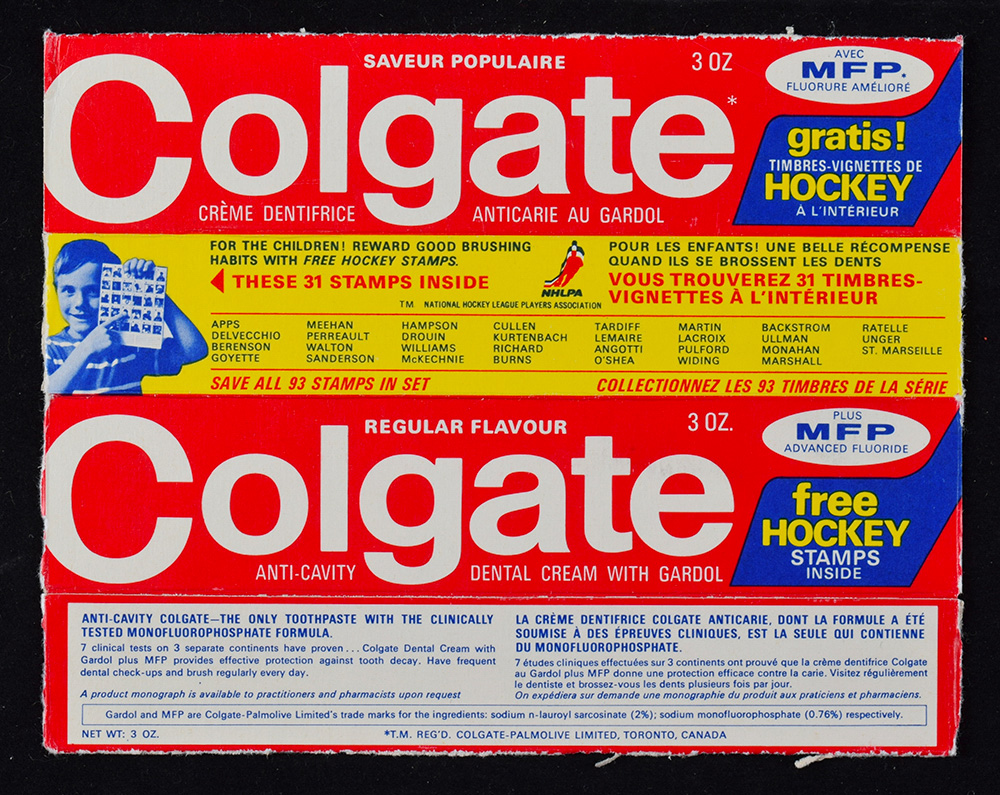 SAVEUR POPULAIRE
3 OZ
Colgate*
CRÈME DENTIFRICE
ANTICARIE AU GARDOL
AVEC
MFP.
FLUORURE AMÉLIORÉ
gratis!
TIMBRES-VIGNETTES DE
HOCKEY
À L'INTÉRIEUR
FOR THE CHILDREN! REWARD GOOD BRUSHING
HABITS WITH FREE HOCKEY STAMPS.
THESE 31 STAMPS INSIDE
NHLPA
T.M. NATIONAL HOCKEY LEAGUE PLAYERS ASSOCIATION
POUR LES ENFANTS! UNE BELLE RÉCOMPENSE
QUAND ILS SE BROSSENT LES DENTS
VOUS TROUVEREZ 31 TIMBRES-
VIGNETTES À L'INTÉRIEUR
APPS
DELVECCHIO
BERENSON
GOYETTE
MEEHAN
PERREAULT
WALTON
SANDERSON
HAMPSON
DROUIN
WILLIAMS
McKECHNIE
CULLEN
KURTENBACH
RICHARD
BURNS
TARDIFF
LEMAIRE
ANGOTTI
O'SHEA
MARTIN
LACROIX
PULFORD
WIDING
BACKSTROM
ULLMAN
MONAHAN
MARSHALL
RATELLE
UNGER
ST. MARSEILLE
SAVE ALL 93 STAMPS IN SET
COLLECTIONNEZ LES 93 TIMBRES DE LA SÉRIE
REGULAR FLAVOUR
3 OZ.
Colgate
ANTI-CAVITY
DENTAL CREAM WITH GARDOL
PLUS
MFP
ADVANCED FLUORIDE
free
HOCKEY
STAMPS
INSIDE
ANTI-CAVITY COLGATE—THE ONLY TOOTHPASTE WITH THE CLINICALLY
TESTED MONOFLUOROPHOSPHATE FORMULA.
7 clinical tests on 3 separate continents have proven... Colgate Dental Cream with
Gardol plus MFP provides effective protection against tooth decay. Have frequent
dental check-ups and brush regularly every day.
A product monograph is available to practitioners and pharmacists upon request
LA CRÈME DENTIFRICE COLGATE ANTICARIE, DONT LA FORMULE A ÉTÉ
SOUMISE À DES ÉPREUVES CLINIQUES, EST LA SEULE QUI CONTIENNE
DU MONOFLUOROPHOSPHATE.
7 études cliniques effectuées sur 3 continents ont prouvé que la crème dentifrice Colgate
au Gardol plus MFP donne une protection efficace contre la carie. Visitez régulièrement
le dentiste et brossez-vous les dents plusieurs fois par jour.
On expédiera sur demande une monographie du produit aux praticiens et pharmaciens.
Gardol and MFP are Colgate-Palmolive Limited's trade marks for the ingredients: sodium n-lauroyl sarcosinate (2%); sodium monofluorophosphate (0.76%) respectively.
NET WT: 3 OZ.
*T.M. REG'D. COLGATE-PALMOLIVE LIMITED, TORONTO, CANADA